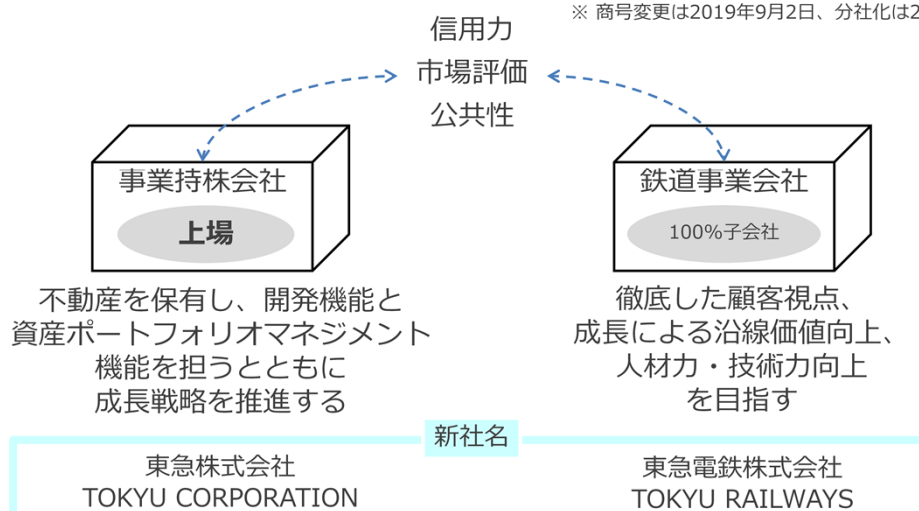 ※ 商号変更は2019年9月2日、分社化は2
信用力
市場評価
公共性
事業持株会社
上場
不動産を保有し、開発機能と
資産ポートフォリオマネジメント
機能を担うとともに
成長戦略を推進する
鉄道事業会社
100%子会社
徹底した顧客視点、
成長による沿線価値向上、
人材力・技術力向上
を目指す
新社名
東急株式会社
TOKYU CORPORATION
東急電鉄株式会社
TOKYU RAILWAYS